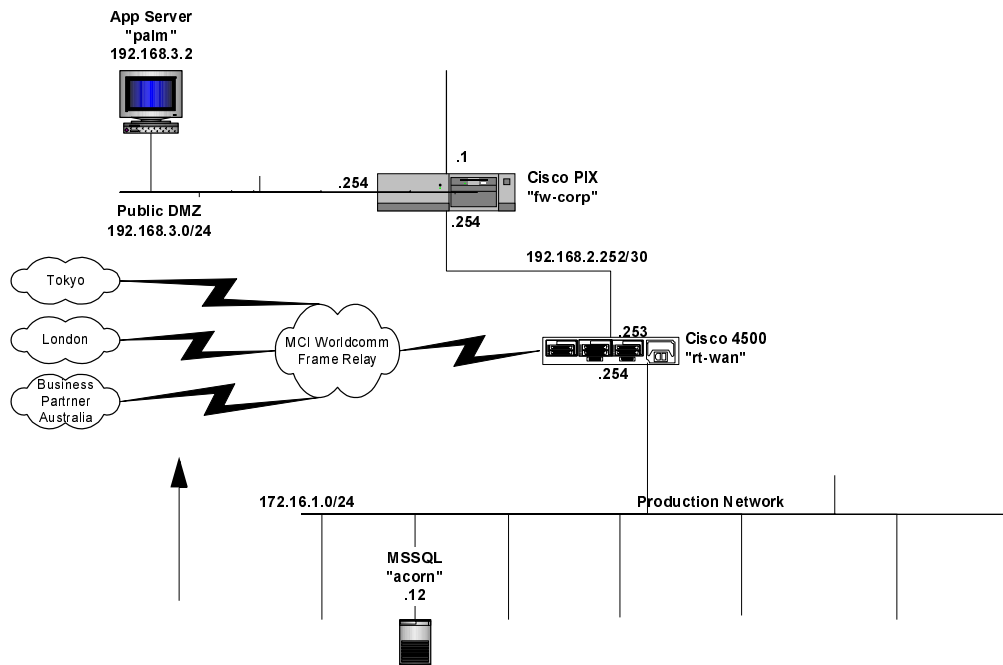 App Server
"palm"
192.168.3.2
.1
.254
Cisco PIX
"fw-corp"
.254
Public DMZ
192.168.3.0/24
192.168.2.252/30
Tokyo
London
Business
Partrner
Australia
MCI Worldcomm
Frame Relay
.253
Cisco 4500
"rt-wan"
.254
172.16.1.0/24
Production Network
MSSQL
"acorn"
.12